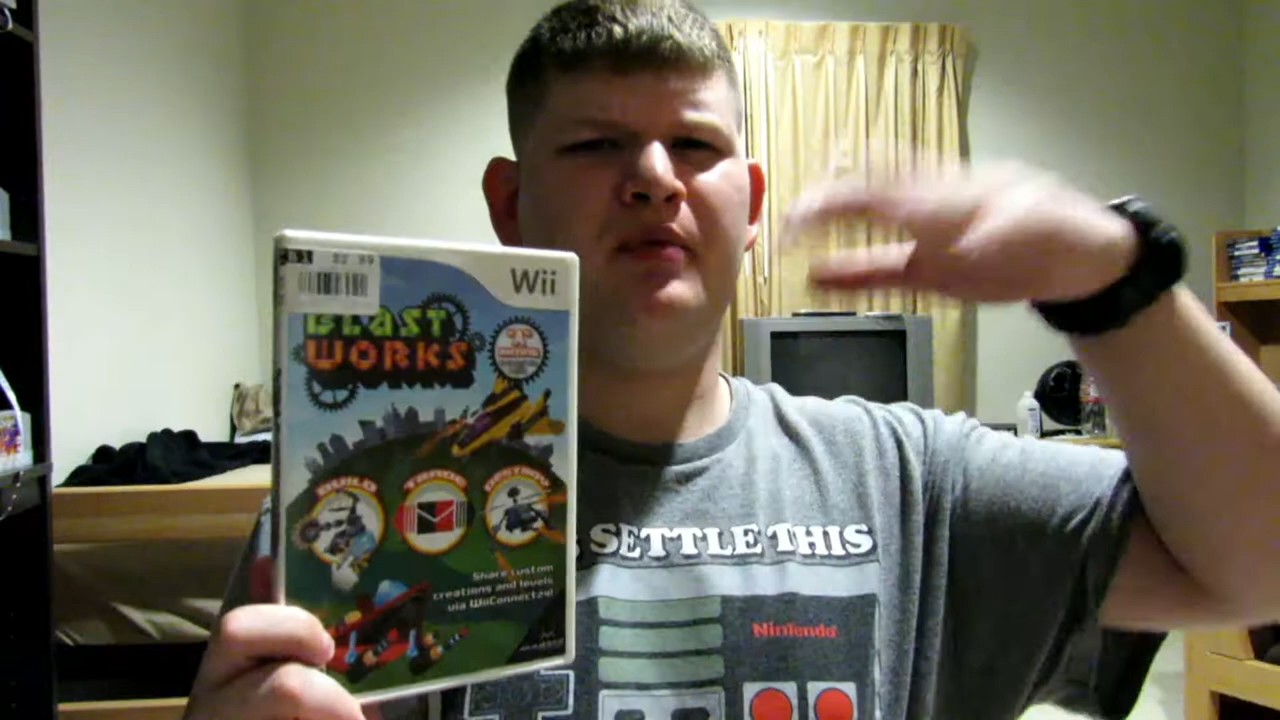 Wii
BLAST
WORKS
BUILD TRADE DESTROY
Share custom
creations and levels
via WiiConnect24!
SETTLE THIS
Nintendo